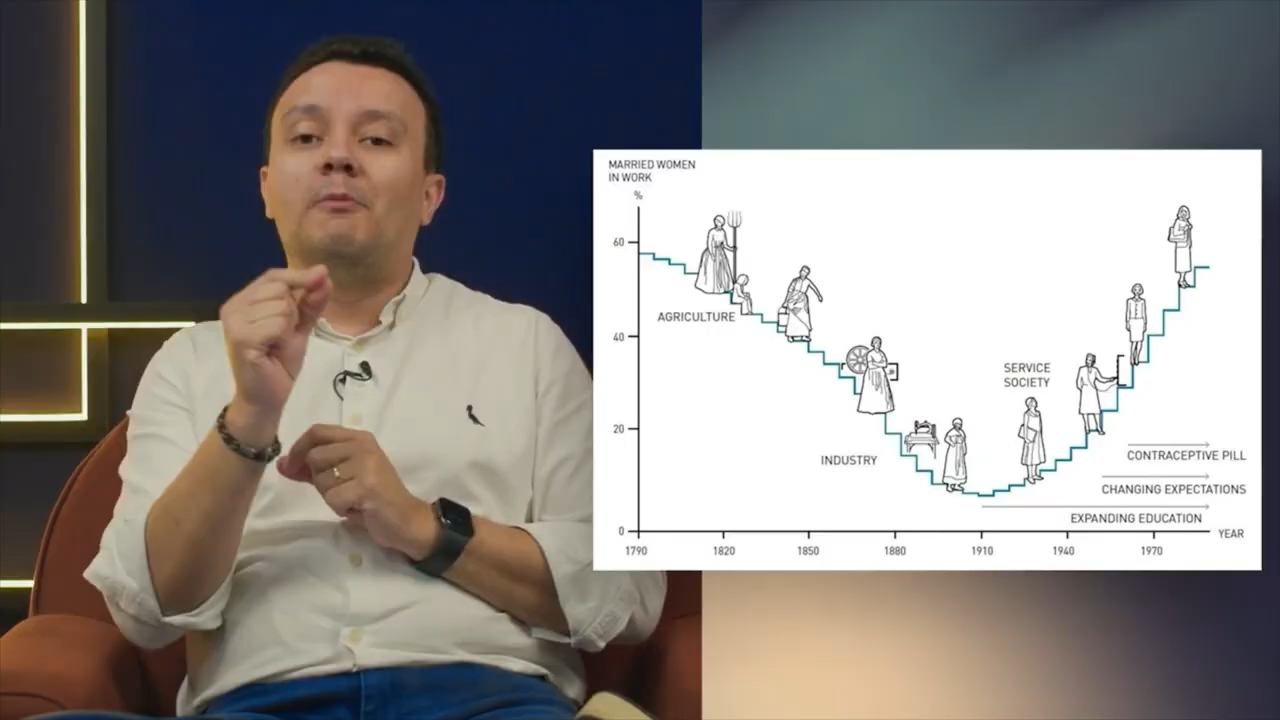 MARRIED WOMEN
IN WORK
%
60
40
20
0
AGRICULTURE
INDUSTRY
SERVICE
SOCIETY
CONTRACEPTIVE PILL
CHANGING EXPECTATIONS
EXPANDING EDUCATION
YEAR
1790 1820 1850 1880 1910 1940 1970